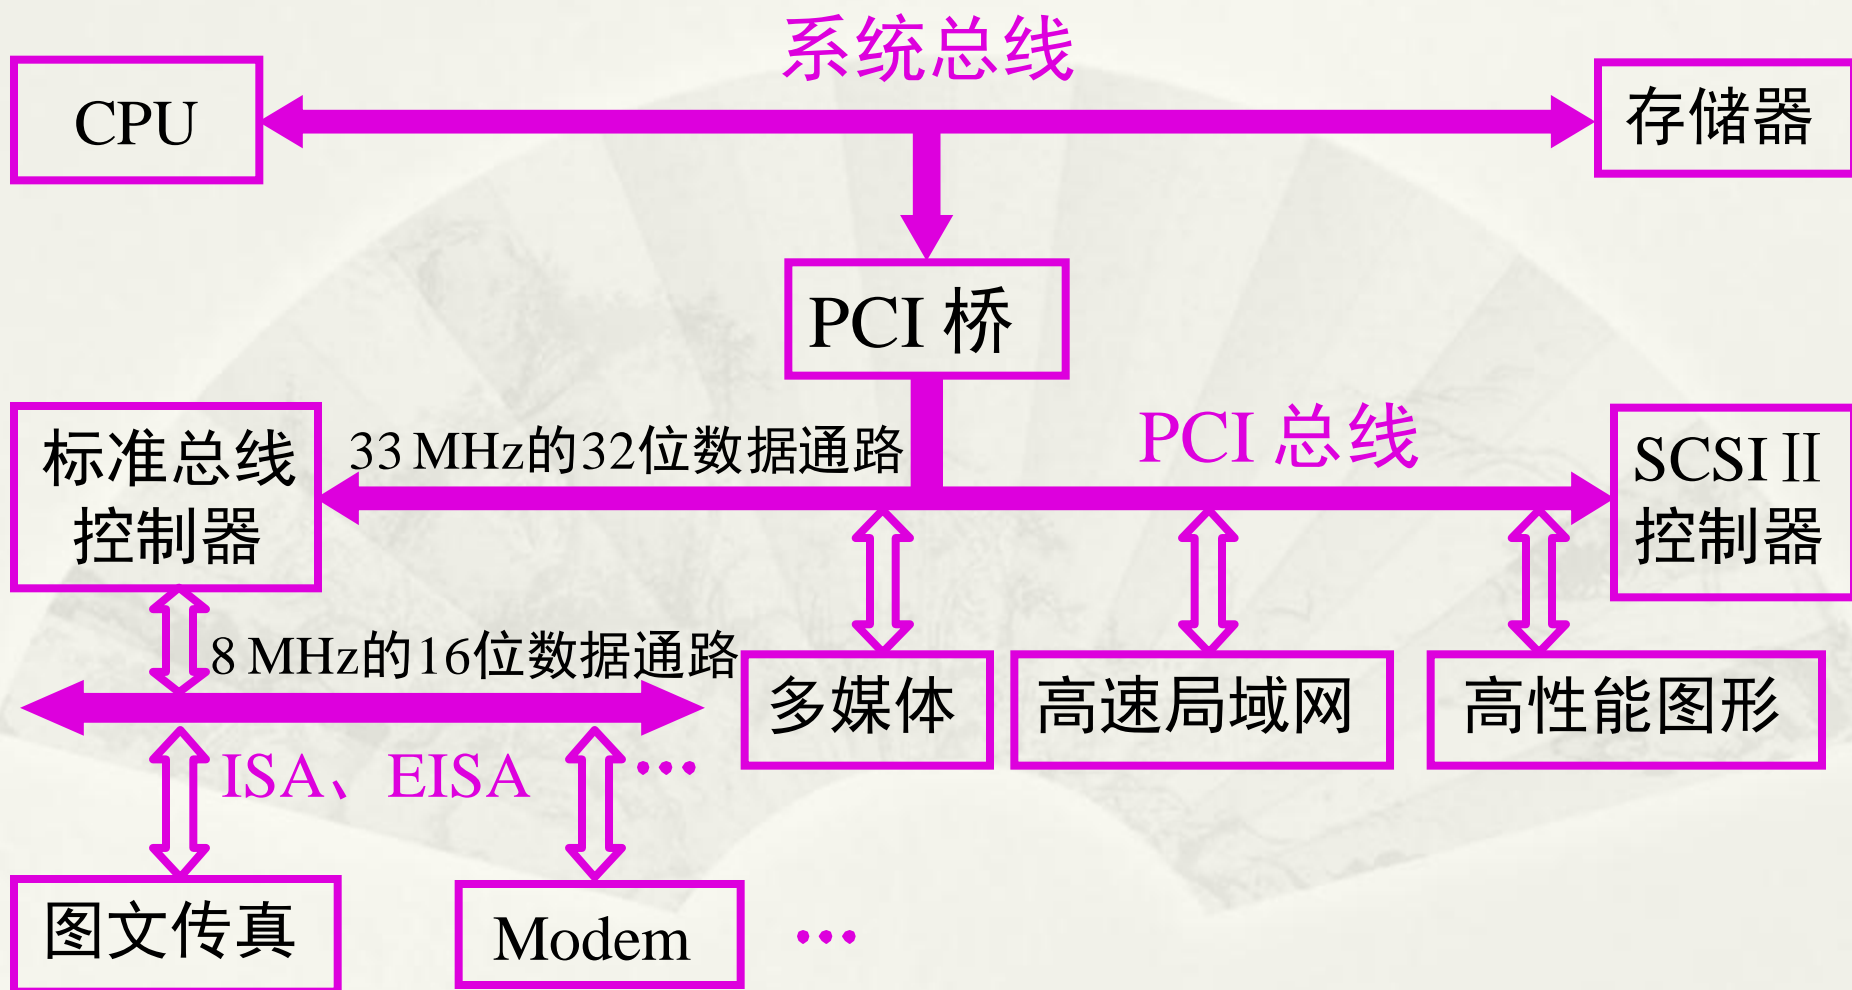 系统总线
CPU
存储器
PCI 桥
标准总线
控制器
33 MHz的32位数据通路
PCI 总线
SCSI Ⅱ
控制器
8 MHz的16位数据通路
多媒体
高速局域网
高性能图形
ISA、EISA
…
图文传真
Modem
…